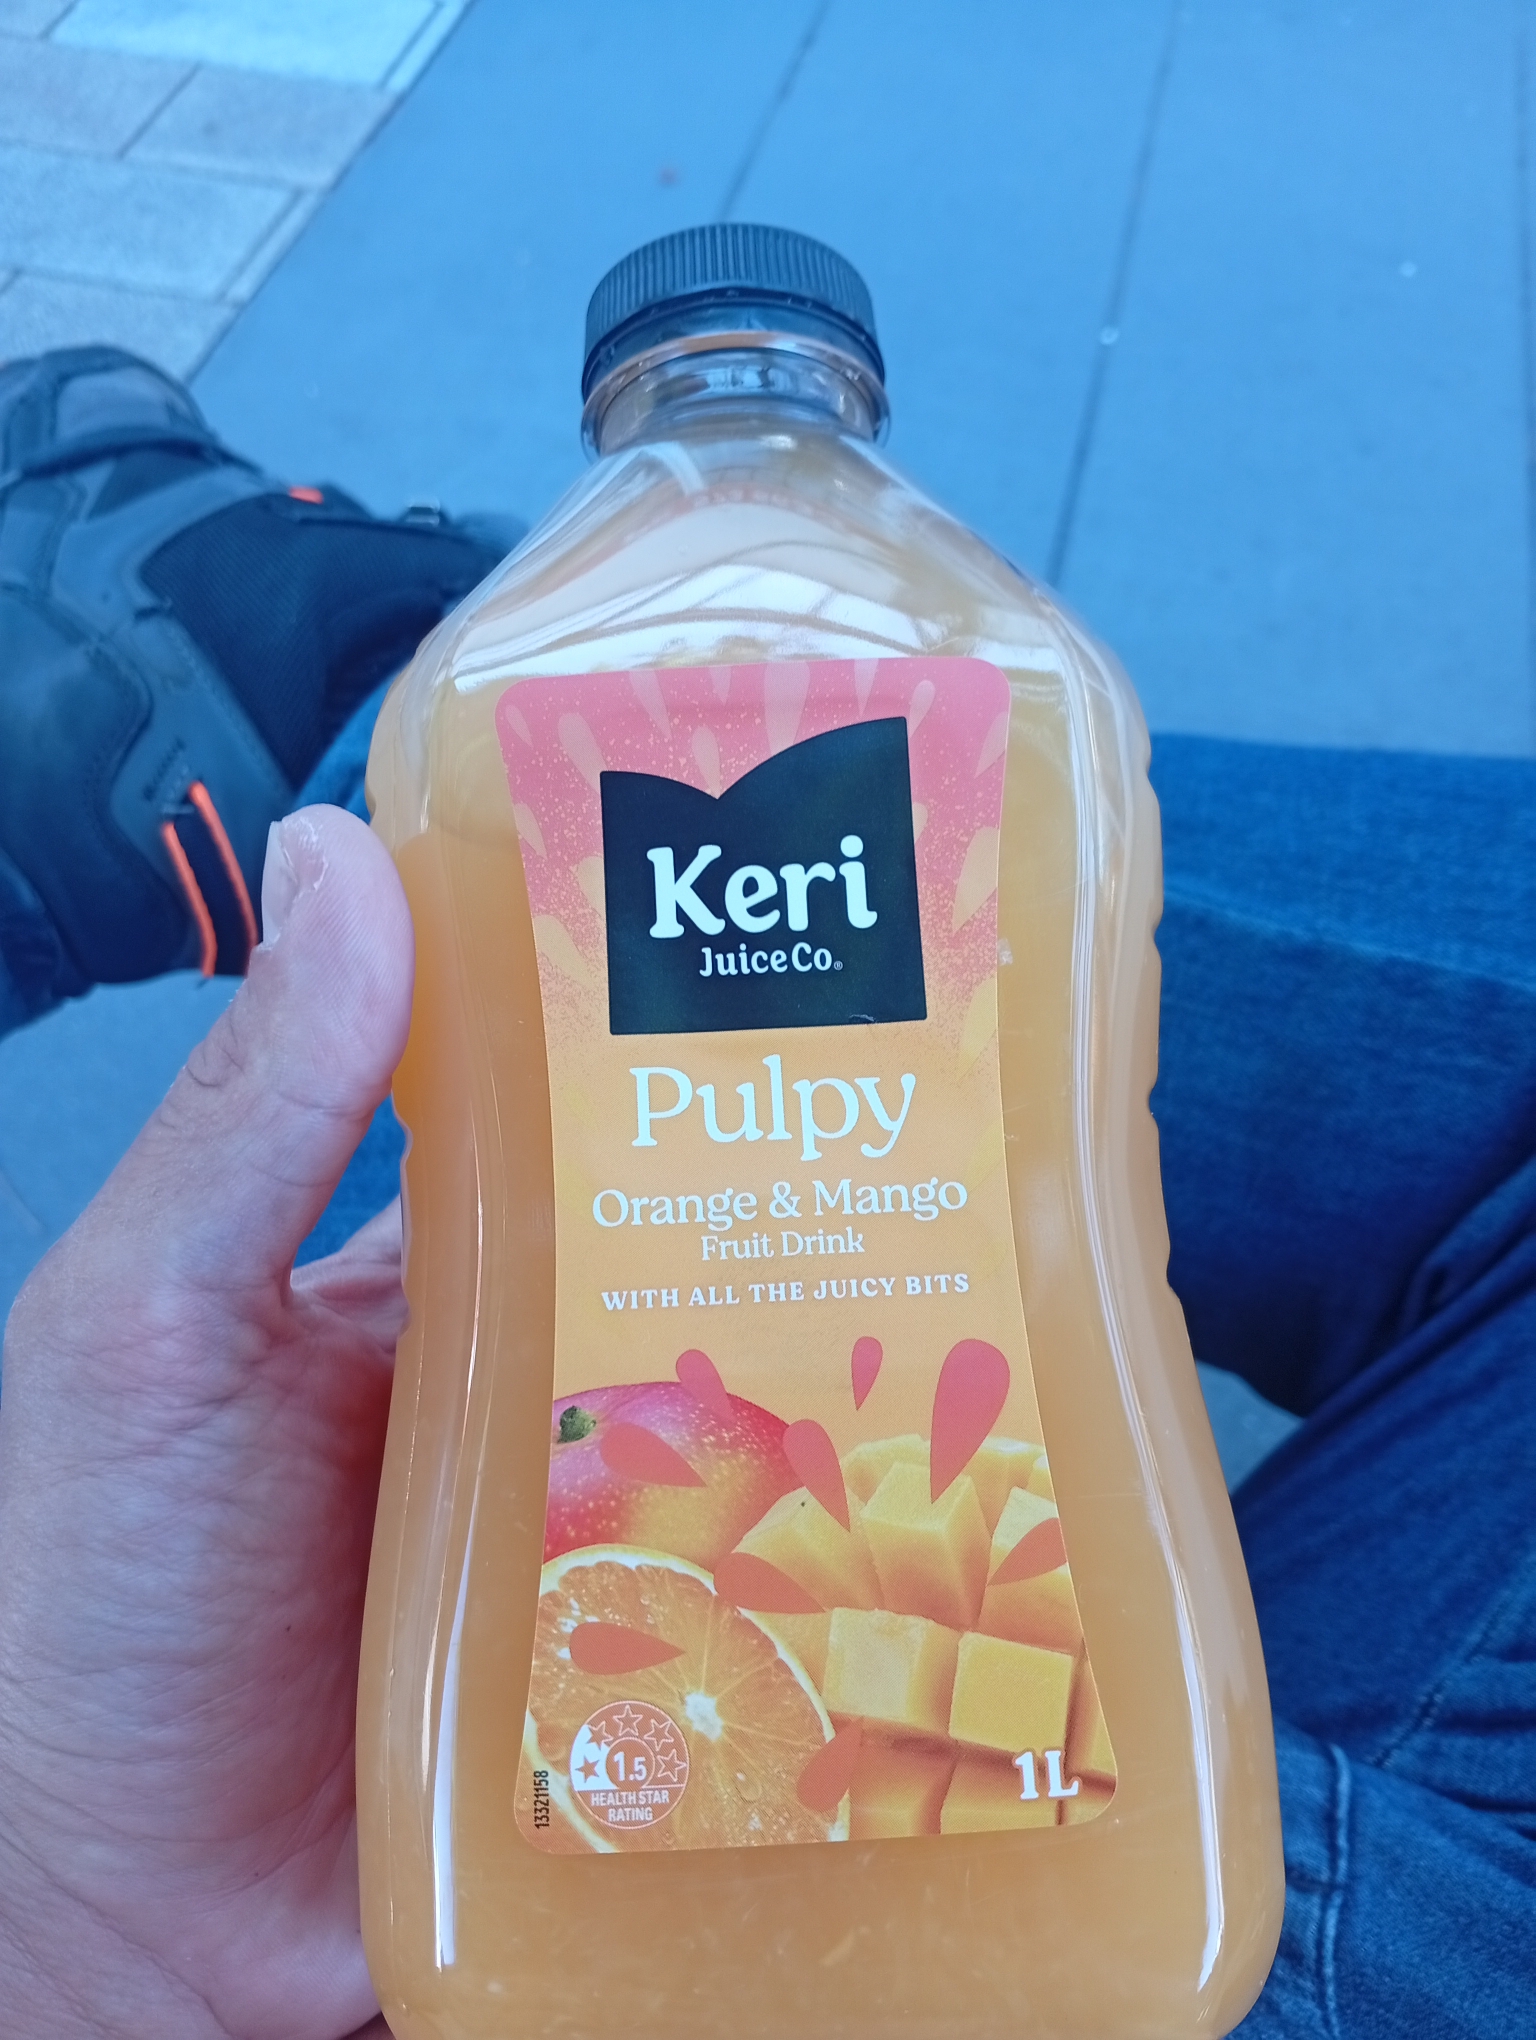 Keri
Juice Co.®
Pulpy
Orange & Mango
Fruit Drink
WITH ALL THE JUICY BITS
1.5
HEALTH STAR
RATING
13321158
1L